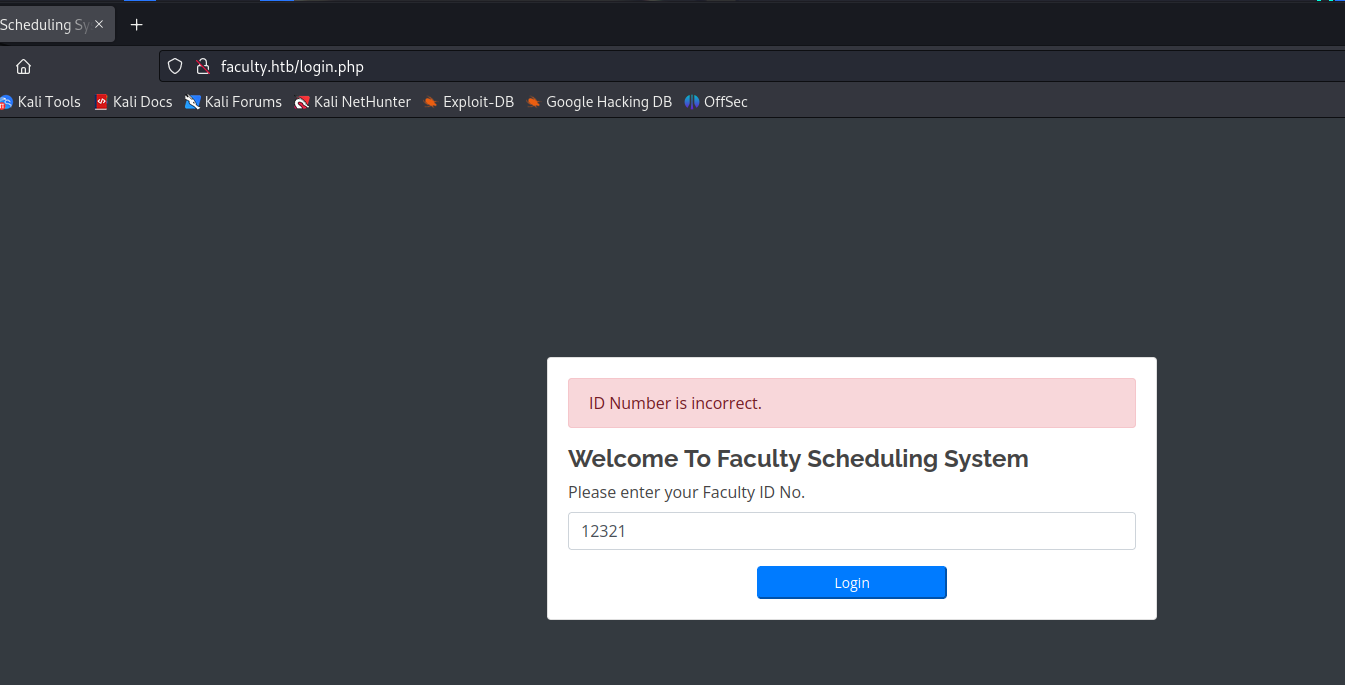 Scheduling Sy
faculty.htb/login.php
Kali Tools Kali Docs Kali Forums Kali NetHunter Exploit-DB Google Hacking DB OffSec
ID Number is incorrect.
Welcome To Faculty Scheduling System
Please enter your Faculty ID No.
12321
Login